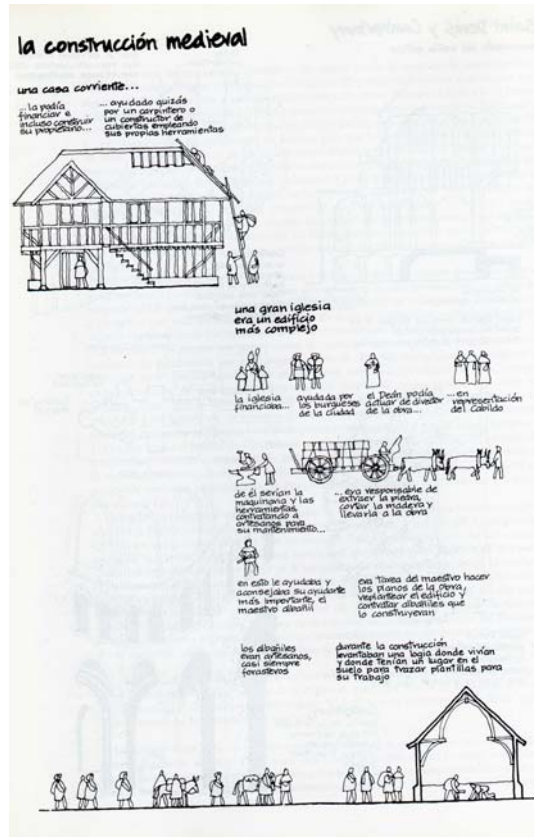 la construcción medieval
una casa corriente...
...la podía
financiar e
incluso construir
su propietario...
... ayudado quizás
por un carpintero o
un constructor de
cubiertas empleando
sus propias herramientas
una gran iglesia
era un edificio
más complejo
la iglesia
financiaba...
ayudada por
los burgueses
de la ciudad
el Deán podía
actuar de director
de la obra...
...en
representación
del Cabildo
de él serían la
maquinaria y las
herramientas,
contratando a
artesanos para
su mantenimiento...
...era responsable de
extraer la piedra,
cortar la madera y
llevarla a la obra
en esto le ayudaba y
aconsejaba su ayudante
más importante, el
maestro albañil
era tarea del maestro hacer
los planos de la obra,
replantear el edificio y
contratar albañiles que
lo construyeran
los albañiles
eran artesanos,
casi siempre
forasteros
durante la construcción
levantaban una logia donde vivían
y donde tenían un lugar en el
suelo para trazar plantillas para
su trabajo